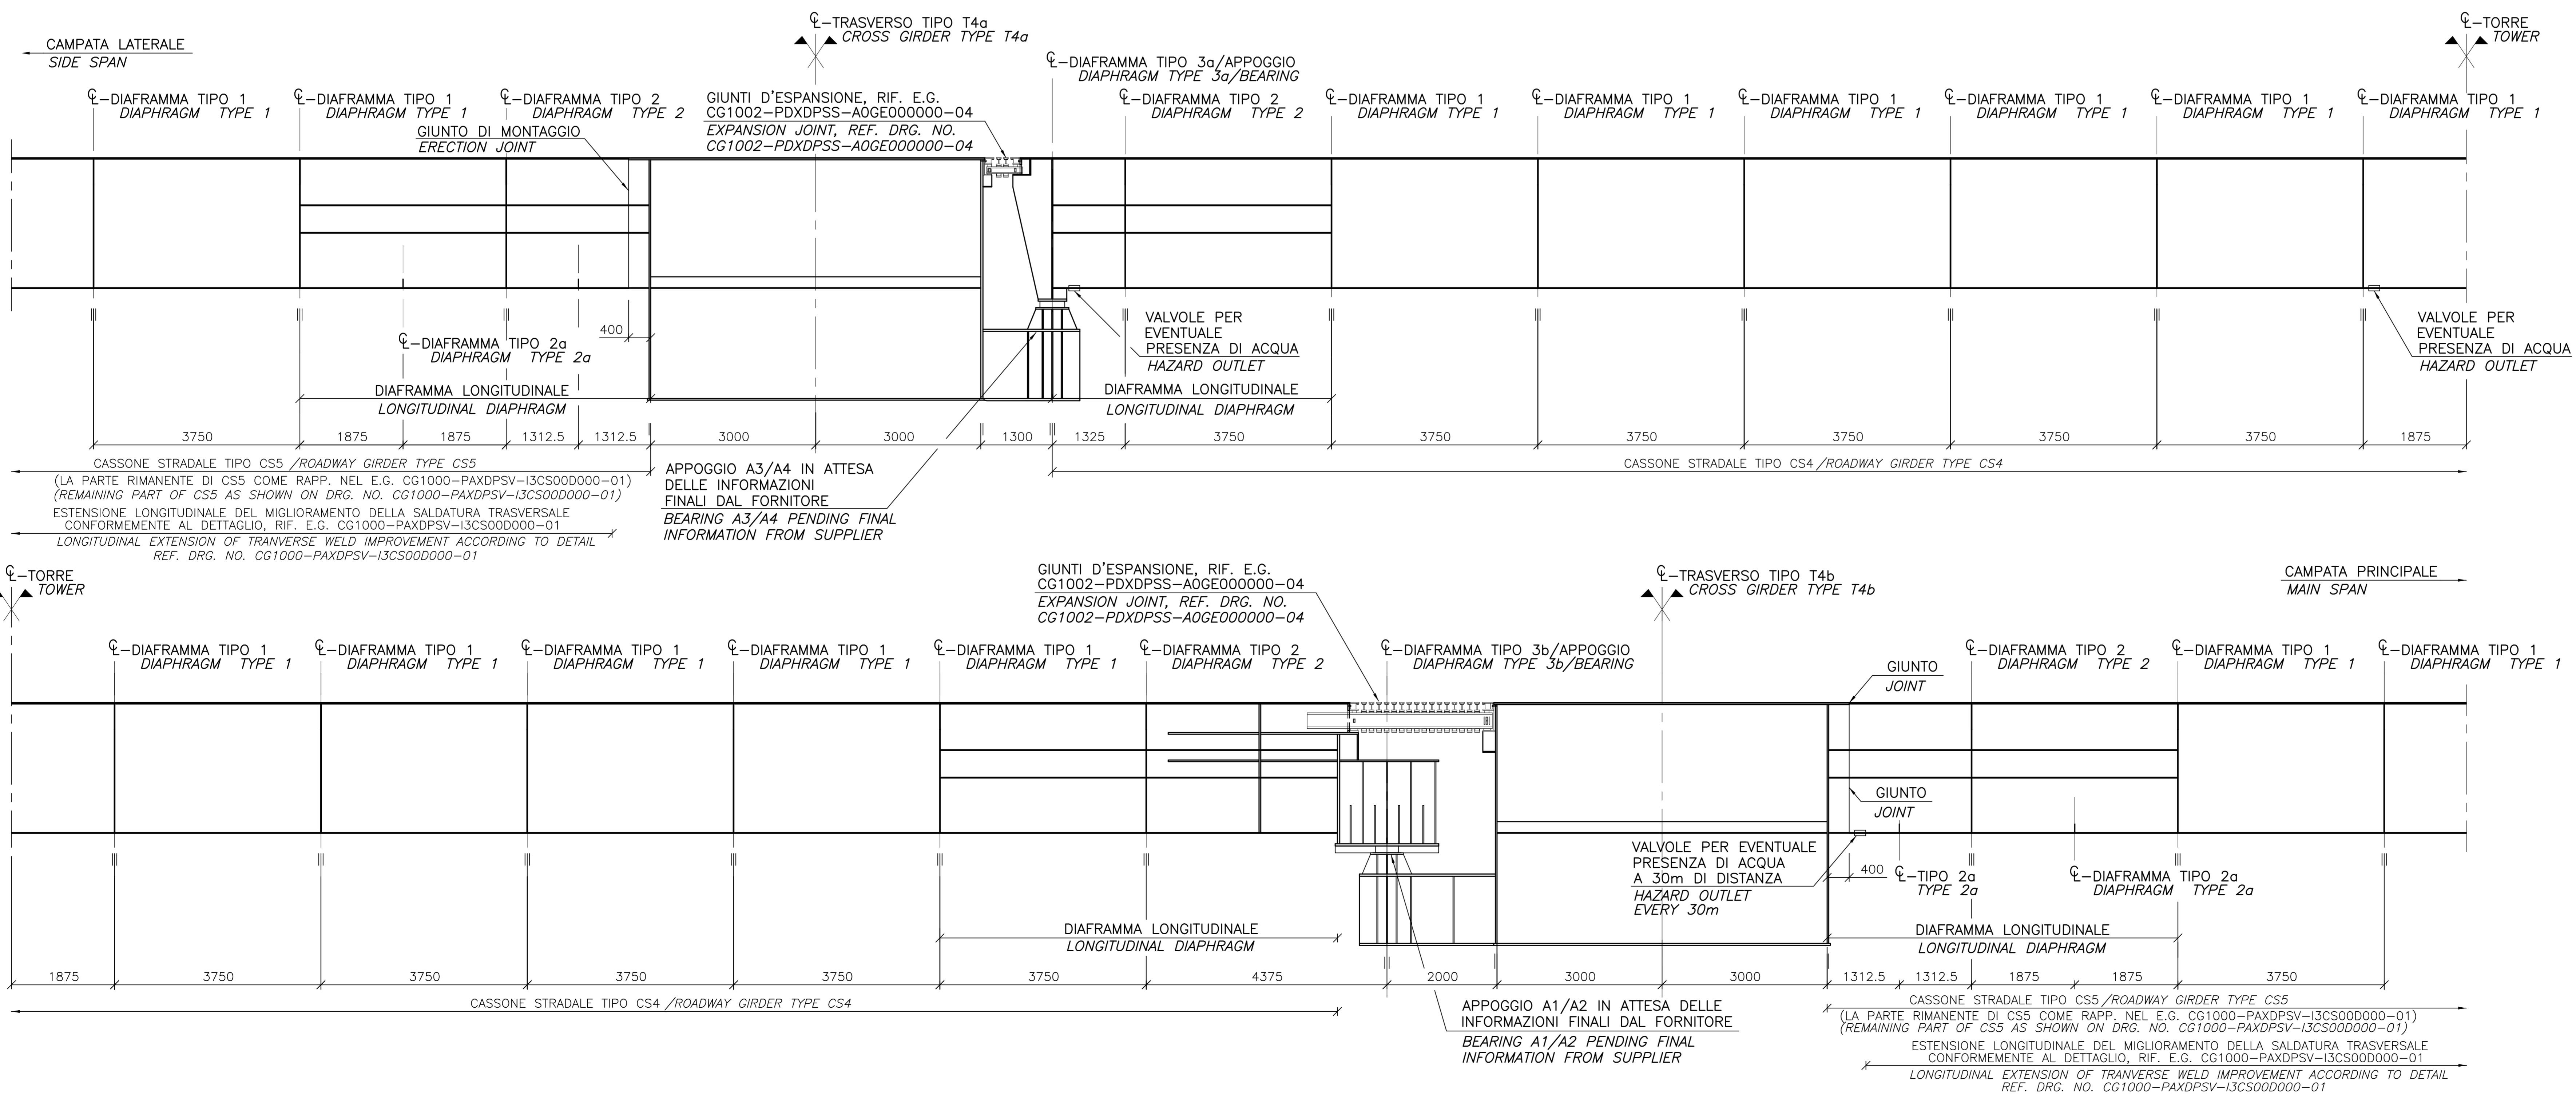 CAMPATA LATERALE
SIDE SPAN
℄-TRASVERSO TIPO T4a
CROSS GIRDER TYPE T4a
℄-TORRE
TOWER
℄-DIAFRAMMA TIPO 3a/APPOGGIO
DIAPHRAGM TYPE 3a/BEARING
℄-DIAFRAMMA TIPO 1
DIAPHRAGM TYPE 1
℄-DIAFRAMMA TIPO 1
DIAPHRAGM TYPE 1
℄-DIAFRAMMA TIPO 2
DIAPHRAGM TYPE 2
GIUNTI D'ESPANSIONE, RIF. E.G.
CG1002-PDXDPSS-A0GE000000-04
EXPANSION JOINT, REF. DRG. NO.
CG1002-PDXDPSS-A0GE000000-04
℄-DIAFRAMMA TIPO 2
DIAPHRAGM TYPE 2
℄-DIAFRAMMA TIPO 1
DIAPHRAGM TYPE 1
℄-DIAFRAMMA TIPO 1
DIAPHRAGM TYPE 1
℄-DIAFRAMMA TIPO 1
DIAPHRAGM TYPE 1
℄-DIAFRAMMA TIPO 1
DIAPHRAGM TYPE 1
℄-DIAFRAMMA TIPO 1
DIAPHRAGM TYPE 1
℄-DIAFRAMMA TIPO 1
DIAPHRAGM TYPE 1
GIUNTO DI MONTAGGIO
ERECTION JOINT
400
℄-DIAFRAMMA TIPO 2a
DIAPHRAGM TYPE 2a
VALVOLE PER
EVENTUALE
PRESENZA DI ACQUA
HAZARD OUTLET
VALVOLE PER
EVENTUALE
PRESENZA DI ACQUA
HAZARD OUTLET
DIAFRAMMA LONGITUDINALE
LONGITUDINAL DIAPHRAGM
DIAFRAMMA LONGITUDINALE
LONGITUDINAL DIAPHRAGM
3750 1875 1875 1312.5 1312.5 3000 3000 1300 1325 3750 3750 3750 3750 3750 3750 1875
CASSONE STRADALE TIPO CS5 /ROADWAY GIRDER TYPE CS5
(LA PARTE RIMANENTE DI CS5 COME RAPP. NEL E.G. CG1000-PAXDPSV-I3CS00D000-01)
(REMAINING PART OF CS5 AS SHOWN ON DRG. NO. CG1000-PAXDPSV-I3CS00D000-01)
ESTENSIONE LONGITUDINALE DEL MIGLIORAMENTO DELLA SALDATURA TRASVERSALE
CONFORMEMENTE AL DETTAGLIO, RIF. E.G. CG1000-PAXDPSV-I3CS00D000-01
LONGITUDINAL EXTENSION OF TRANVERSE WELD IMPROVEMENT ACCORDING TO DETAIL
REF. DRG. NO. CG1000-PAXDPSV-I3CS00D000-01
APPOGGIO A3/A4 IN ATTESA
DELLE INFORMAZIONI
FINALI DAL FORNITORE
BEARING A3/A4 PENDING FINAL
INFORMATION FROM SUPPLIER
CASSONE STRADALE TIPO CS4 /ROADWAY GIRDER TYPE CS4
℄-TORRE
TOWER
GIUNTI D'ESPANSIONE, RIF. E.G.
CG1002-PDXDPSS-A0GE000000-04
EXPANSION JOINT, REF. DRG. NO.
CG1002-PDXDPSS-A0GE000000-04
℄-TRASVERSO TIPO T4b
CROSS GIRDER TYPE T4b
CAMPATA PRINCIPALE
MAIN SPAN
℄-DIAFRAMMA TIPO 1
DIAPHRAGM TYPE 1
℄-DIAFRAMMA TIPO 1
DIAPHRAGM TYPE 1
℄-DIAFRAMMA TIPO 1
DIAPHRAGM TYPE 1
℄-DIAFRAMMA TIPO 1
DIAPHRAGM TYPE 1
℄-DIAFRAMMA TIPO 1
DIAPHRAGM TYPE 1
℄-DIAFRAMMA TIPO 2
DIAPHRAGM TYPE 2
℄-DIAFRAMMA TIPO 3b/APPOGGIO
DIAPHRAGM TYPE 3b/BEARING
GIUNTO
JOINT
℄-DIAFRAMMA TIPO 2
DIAPHRAGM TYPE 2
℄-DIAFRAMMA TIPO 1
DIAPHRAGM TYPE 1
℄-DIAFRAMMA TIPO 1
DIAPHRAGM TYPE 1
GIUNTO
JOINT
VALVOLE PER EVENTUALE
PRESENZA DI ACQUA
A 30m DI DISTANZA
HAZARD OUTLET
EVERY 30m
400
℄-TIPO 2a
TYPE 2a
℄-DIAFRAMMA TIPO 2a
DIAPHRAGM TYPE 2a
DIAFRAMMA LONGITUDINALE
LONGITUDINAL DIAPHRAGM
DIAFRAMMA LONGITUDINALE
LONGITUDINAL DIAPHRAGM
1875 3750 3750 3750 3750 3750 4375 2000 3000 3000 1312.5 1312.5 1875 1875 3750
CASSONE STRADALE TIPO CS4 /ROADWAY GIRDER TYPE CS4
APPOGGIO A1/A2 IN ATTESA DELLE
INFORMAZIONI FINALI DAL FORNITORE
BEARING A1/A2 PENDING FINAL
INFORMATION FROM SUPPLIER
CASSONE STRADALE TIPO CS5 /ROADWAY GIRDER TYPE CS5
(LA PARTE RIMANENTE DI CS5 COME RAPP. NEL E.G. CG1000-PAXDPSV-I3CS00D000-01)
(REMAINING PART OF CS5 AS SHOWN ON DRG. NO. CG1000-PAXDPSV-I3CS00D000-01)
ESTENSIONE LONGITUDINALE DEL MIGLIORAMENTO DELLA SALDATURA TRASVERSALE
CONFORMEMENTE AL DETTAGLIO, RIF. E.G. CG1000-PAXDPSV-I3CS00D000-01
LONGITUDINAL EXTENSION OF TRANVERSE WELD IMPROVEMENT ACCORDING TO DETAIL
REF. DRG. NO. CG1000-PAXDPSV-I3CS00D000-01